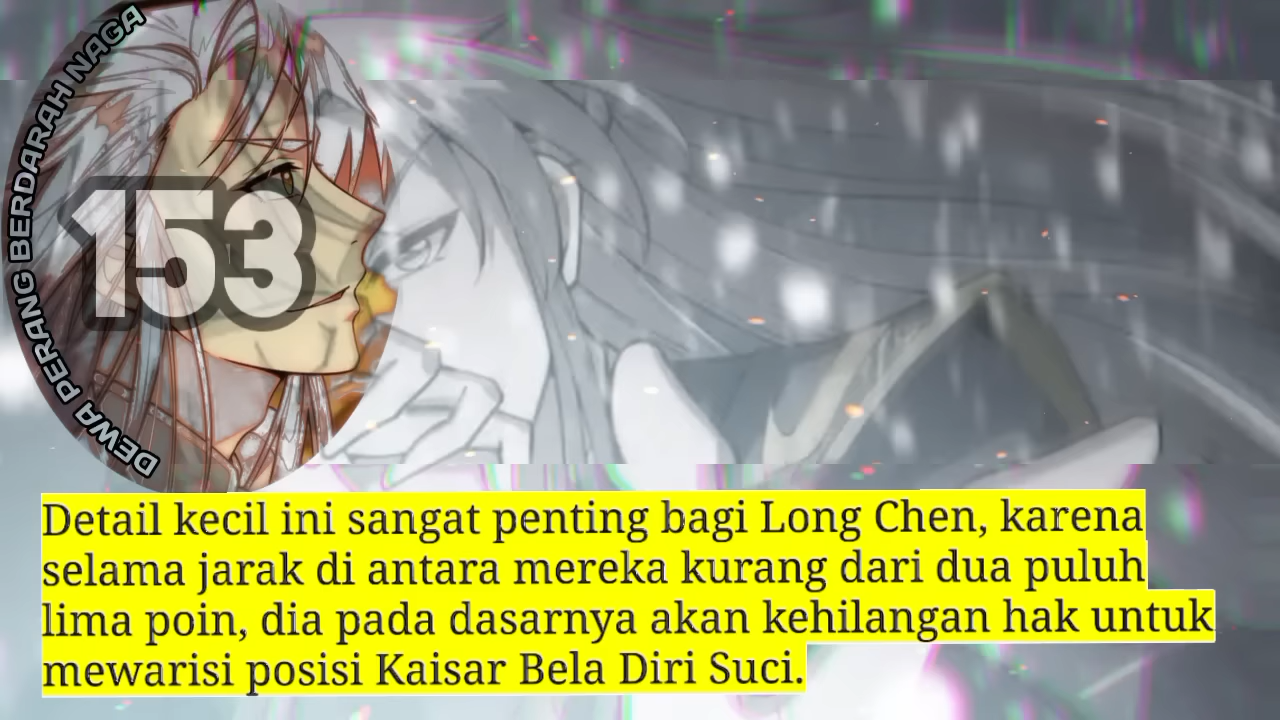 DEWA PERANG BERDARAH NAGA
153
Detail kecil ini sangat penting bagi Long Chen, karena
selama jarak di antara mereka kurang dari dua puluh
lima poin, dia pada dasarnya akan kehilangan hak untuk
mewarisi posisi Kaisar Bela Diri Suci.